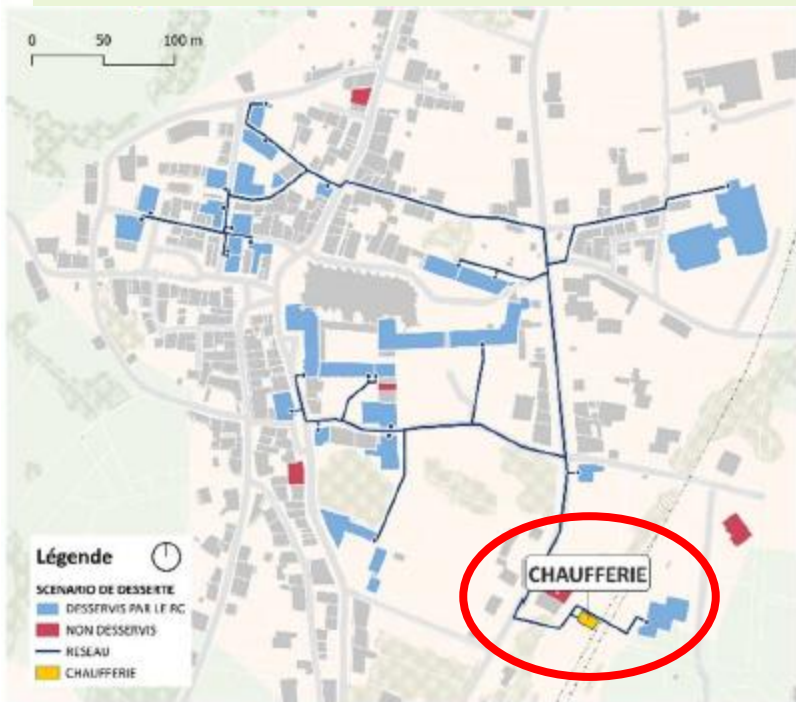 0 50 100 m
CHAUFFERIE
Légende
SCENARIO DE DESSERTE
DESSERVIS PAR LE RC
NON DESSERVIS
RESEAU
CHAUFFERIE